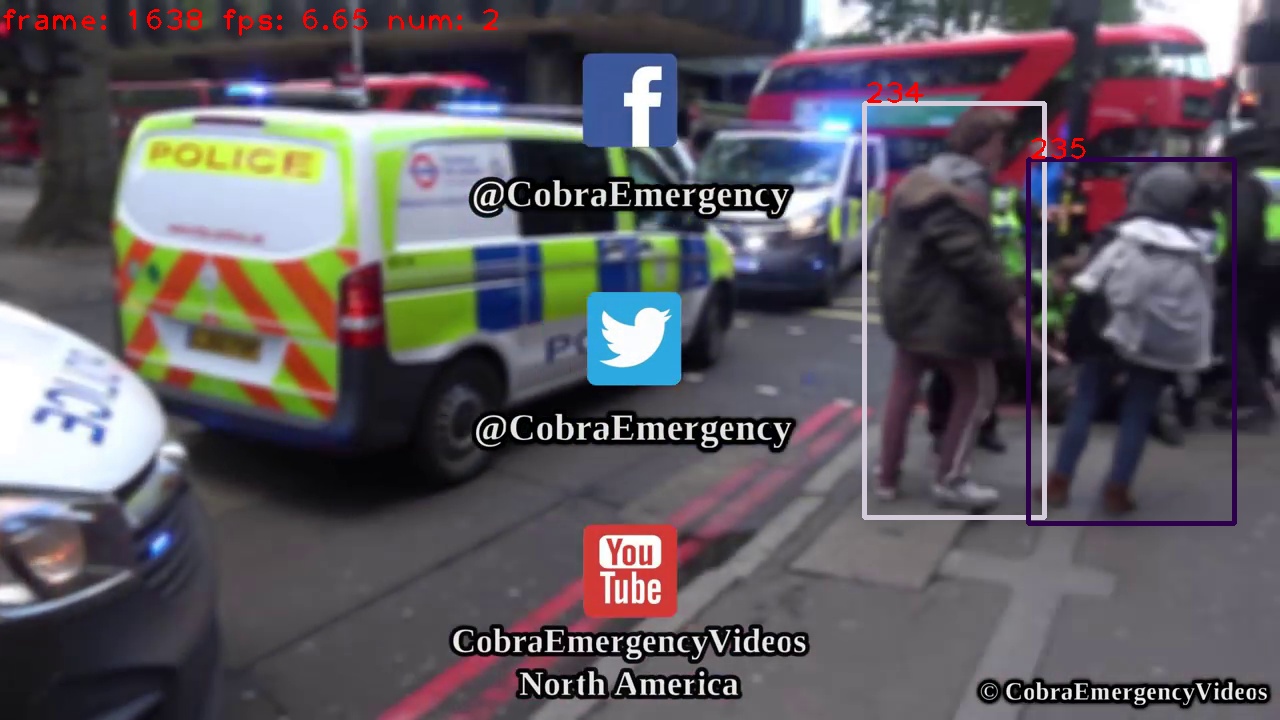 frame: 1638 fps: 6.65 num: 2
234
235
POLICE
@CobraEmergency
POLICE
@CobraEmergency
You
Tube
CobraEmergencyVideos
North America
© CobraEmergencyVideos